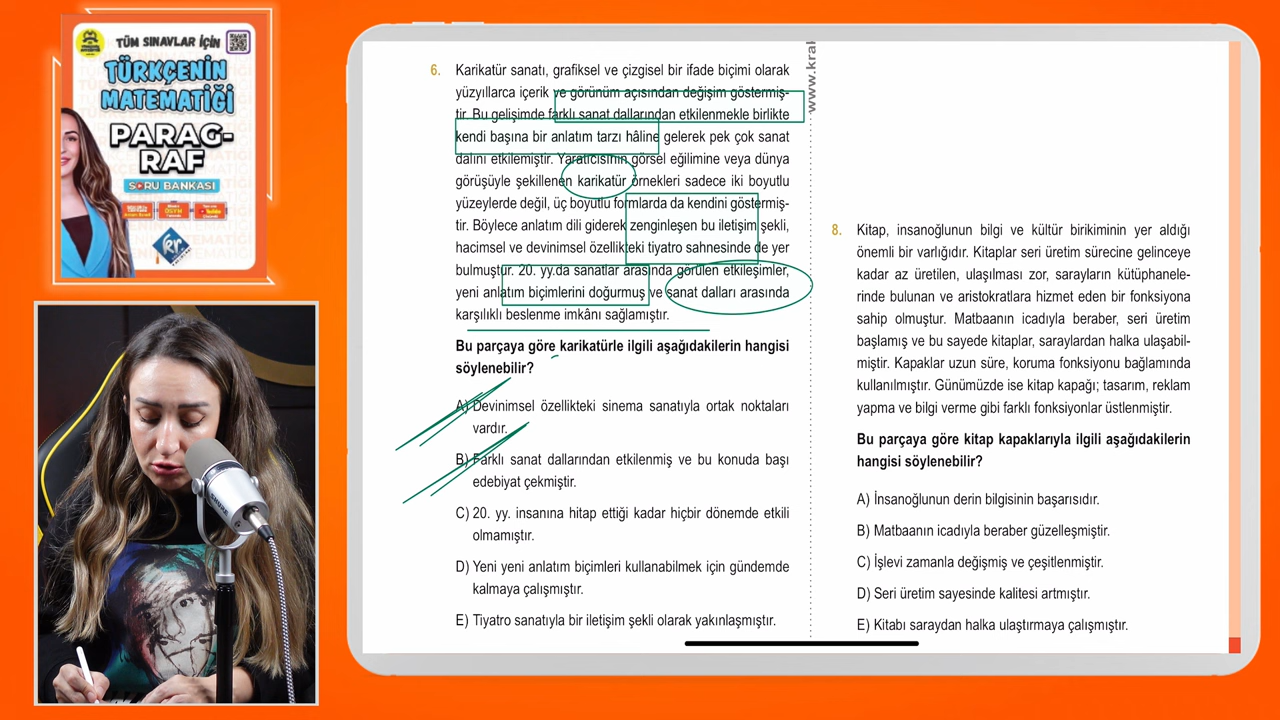 TÜM SINAVLAR İÇİN
TÜRKÇENİN
MATEMATİĞİ
PARAG-
RAF
SORU BANKASI
6. Karikatür sanatı, grafiksel ve çizgisel bir ifade biçimi olarak
yüzyıllarca içerik ve görünüm açısından değişim göstermiş-
tir. Bu gelişimde farklı sanat dallarından etkilenmekle birlikte
kendi başına bir anlatım tarzı hâline gelerek pek çok sanat
dalını etkilemiştir. Yaratıcısının görsel eğilimine veya dünya
görüşüyle şekillenen karikatür örnekleri sadece iki boyutlu
yüzeylerde değil, üç boyutlu formlarda da kendini göstermiş-
tir. Böylece anlatım dili giderek zenginleşen bu iletişim şekli,
hacimsel ve devinimsel özellikteki tiyatro sahnesinde de yer
bulmuştur. 20. yy.da sanatlar arasında görülen etkileşimler,
yeni anlatım biçimlerini doğurmuş ve sanat dalları arasında
karşılıklı beslenme imkânı sağlamıştır.
Bu parçaya göre karikatürle ilgili aşağıdakilerin hangisi
söylenebilir?
A) Devinimsel özellikteki sinema sanatıyla ortak noktaları
vardır.
B) Farklı sanat dallarından etkilenmiş ve bu konuda başı
edebiyat çekmiştir.
C) 20. yy. insanına hitap ettiği kadar hiçbir dönemde etkili
olmamıştır.
D) Yeni yeni anlatım biçimleri kullanabilmek için gündemde
kalmaya çalışmıştır.
E) Tiyatro sanatıyla bir iletişim şekli olarak yakınlaşmıştır.
www.kral
8. Kitap, insanoğlunun bilgi ve kültür birikiminin yer aldığı
önemli bir varlığıdır. Kitaplar seri üretim sürecine gelinceye
kadar az üretilen, ulaşılması zor, sarayların kütüphanele-
rinde bulunan ve aristokratlara hizmet eden bir fonksiyona
sahip olmuştur. Matbaanın icadıyla beraber, seri üretim
başlamış ve bu sayede kitaplar, saraylardan halka ulaşabil-
miştir. Kapaklar uzun süre, koruma fonksiyonu bağlamında
kullanılmıştır. Günümüzde ise kitap kapağı; tasarım, reklam
yapma ve bilgi verme gibi farklı fonksiyonlar üstlenmiştir.
Bu parçaya göre kitap kapaklarıyla ilgili aşağıdakilerin
hangisi söylenebilir?
A) İnsanoğlunun derin bilgisinin başarısıdır.
B) Matbaanın icadıyla beraber güzelleşmiştir.
C) İşlevi zamanla değişmiş ve çeşitlenmiştir.
D) Seri üretim sayesinde kalitesi artmıştır.
E) Kitabı saraydan halka ulaştırmaya çalışmıştır.